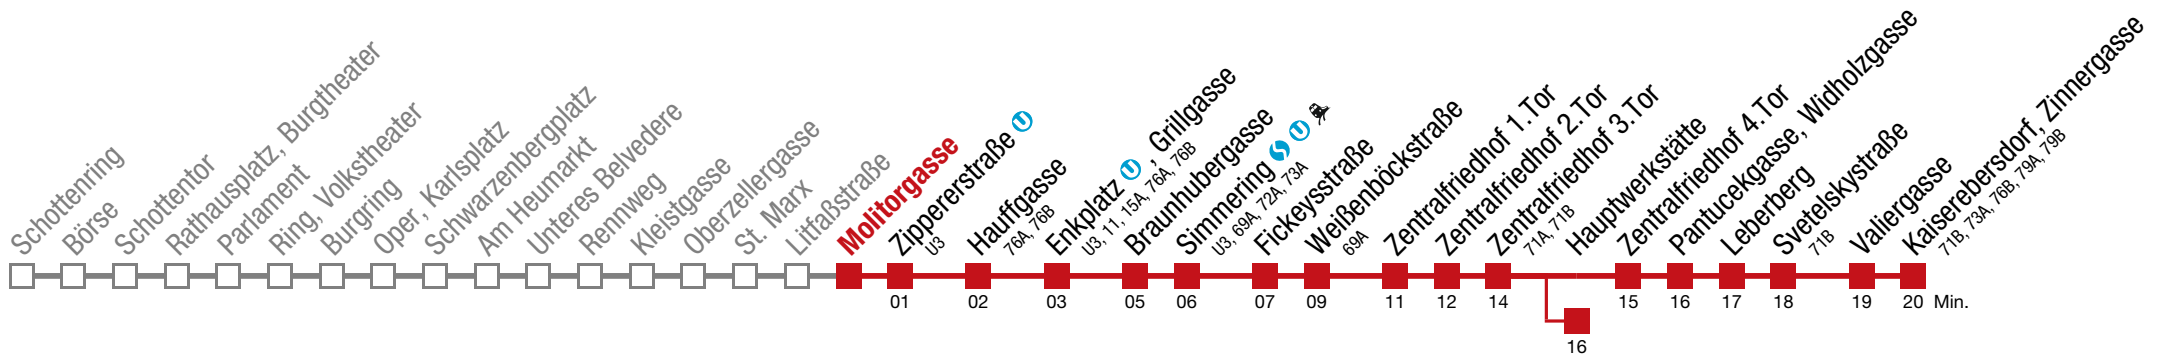 Schottenring
Börse
Schottentor
Rathausplatz, Burgtheater
Parlament
Ring, Volkstheater
Burgring
Oper, Karlsplatz
Schwarzenbergplatz
Am Heumarkt
Unteres Belvedere
Rennweg
Kleistgasse
Oberzellergasse
St. Marx
Litfaßstraße
Molitorgasse
Zippererstraße U
U3
Hauffgasse
76A, 76B
Enkplatz U, Grillgasse
U3, 11, 15A, 76A, 76B
Braunhubergasse
Simmering S U
U3, 69A, 72A, 73A
Fickeysstraße
Weißenböckstraße
69A
Zentralfriedhof 1.Tor
Zentralfriedhof 2.Tor
Zentralfriedhof 3.Tor
71A, 71B
Hauptwerkstätte
Zentralfriedhof 4.Tor
Pantucekgasse, Widholzgasse
Leberberg
Svetelskystraße
71B
Valiergasse
Kaiserebersdorf, Zinnergasse
71B, 73A, 76B, 79A, 79B
01 02 03 05 06 07 09 11 12 14 15 16 17 18 19 20 Min.
16